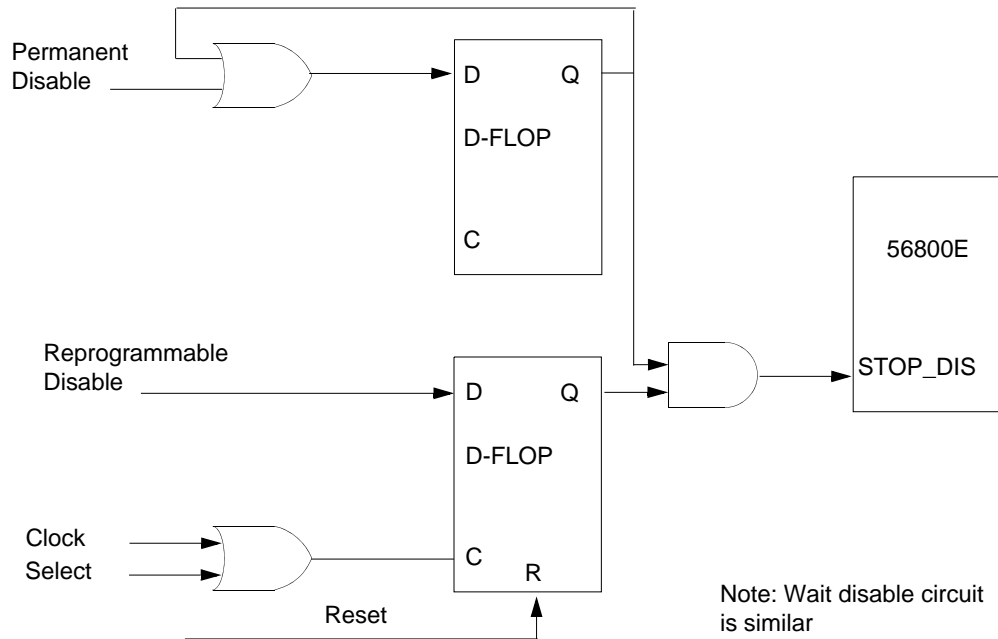 Permanent
Disable
D
Q
D-FLOP
C
56800E
STOP_DIS
Reprogrammable
Disable
D
Q
D-FLOP
Clock
Select
C
R
Reset
Note: Wait disable circuit
is similar